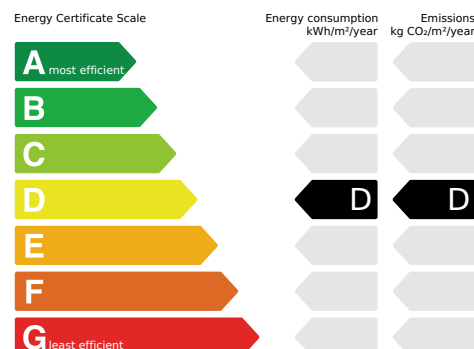 Energy Certificate Scale
Energy consumption
kWh/m²/year
Emissions
kg CO₂/m²/year
A most efficient
B
C
D D D
E
F
G least efficient